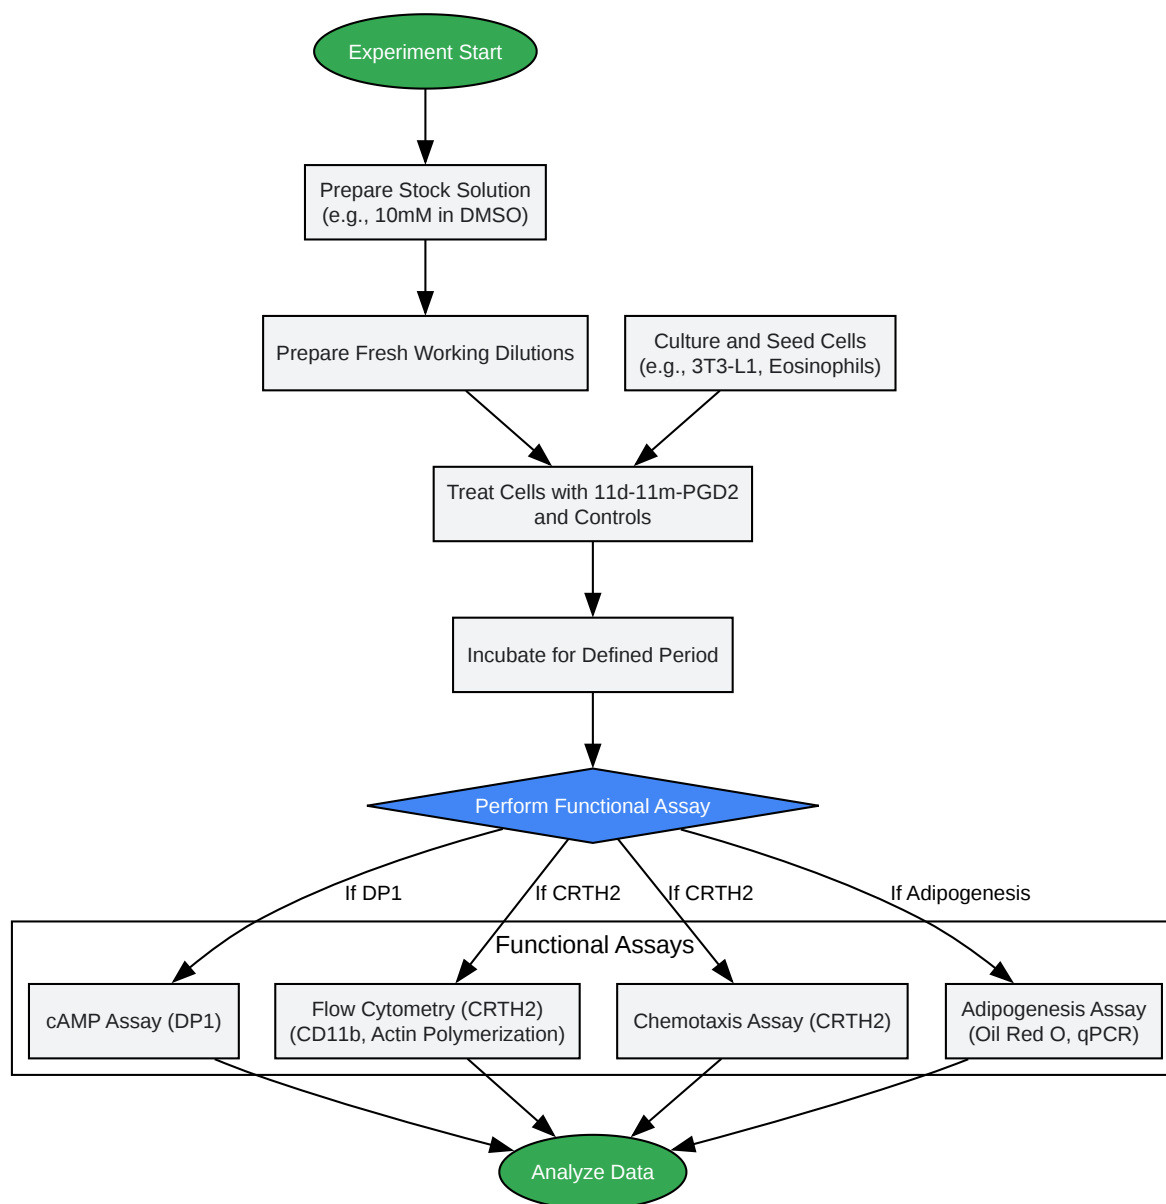 Experiment Start
Prepare Stock Solution
(e.g., 10mM in DMSO)
Prepare Fresh Working Dilutions
Culture and Seed Cells
(e.g., 3T3-L1, Eosinophils)
Treat Cells with 11d-11m-PGD2
and Controls
Incubate for Defined Period
Perform Functional Assay
If DP1
If CRTH2
If CRTH2
If Adipogenesis
Functional Assays
cAMP Assay (DP1)
Flow Cytometry (CRTH2)
(CD11b, Actin Polymerization)
Chemotaxis Assay (CRTH2)
Adipogenesis Assay
(Oil Red O, qPCR)
Analyze Data